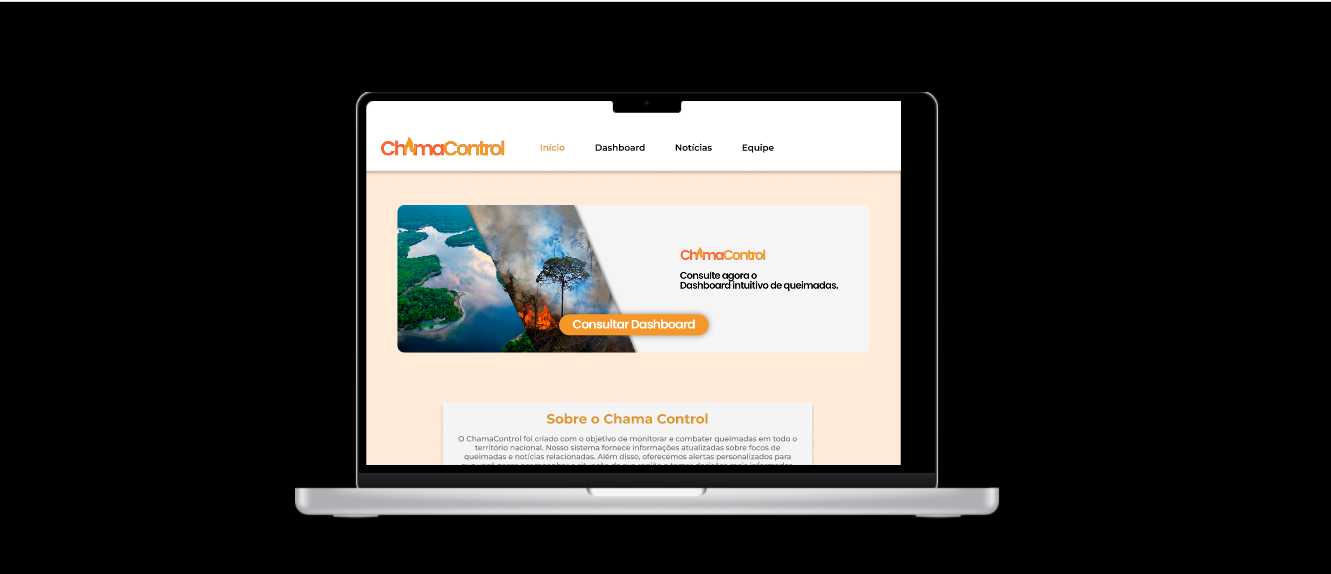 ChamaControl
Início Dashboard Notícias Equipe
ChamaControl
Consulte agora o
Dashboard intuitivo de queimadas.
Consultar Dashboard
Sobre o Chama Control
O ChamaControl foi criado com o objetivo de monitorar e combater queimadas em todo o
território nacional. Nosso sistema fornece informações atualizadas sobre focos de
queimadas e notícias relacionadas. Além disso, oferecemos alertas personalizados para